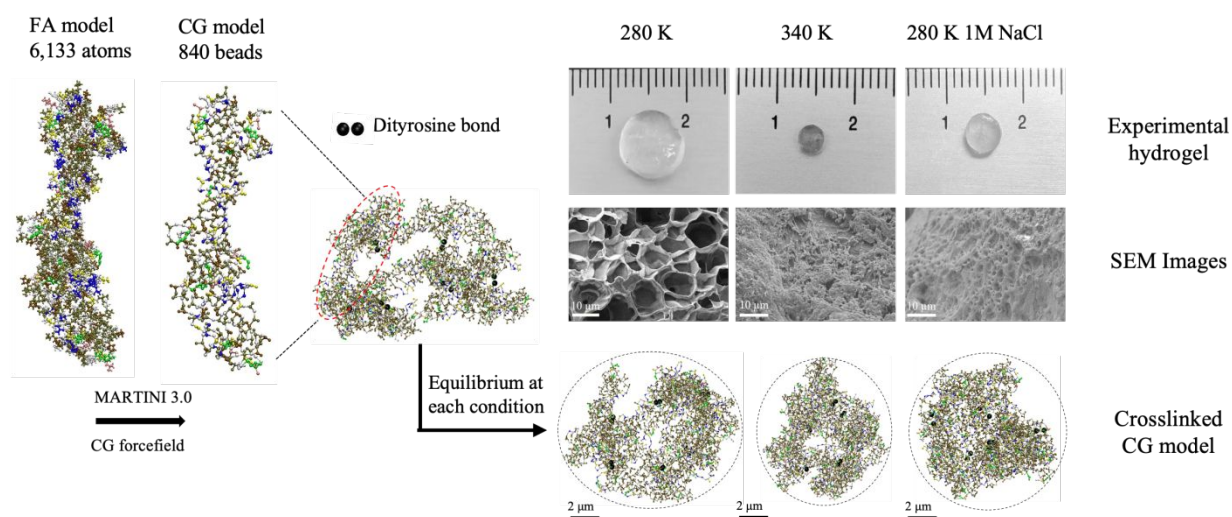 FA model
6,133 atoms
CG model
840 beads
MARTINI 3.0
CG forcefield
Dityrosine bond
Equilibrium at
each condition
280 K
340 K
280 K 1M NaCl
1 2
1 2
1 2
Experimental
hydrogel
10 μm
10 μm
10 μm
SEM Images
2 μm
2 μm
2 μm
Crosslinked
CG model